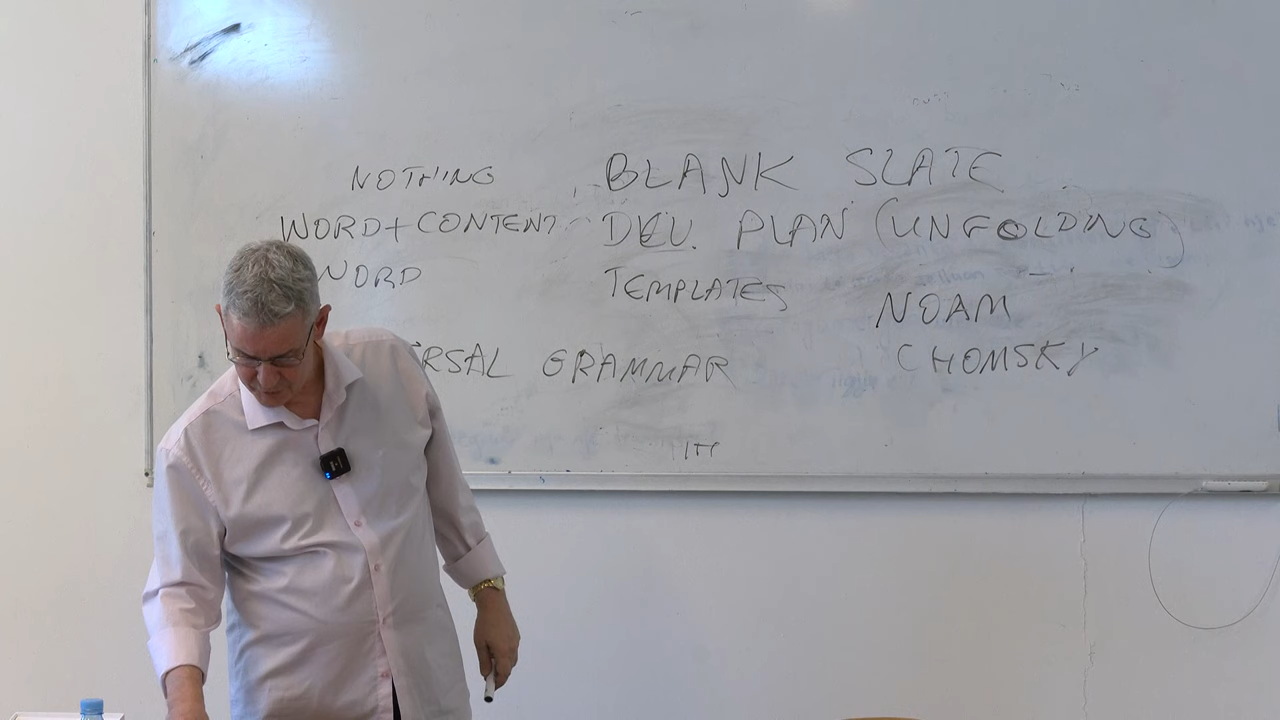 NOTHING BLANK SLATE
WORD+CONTENT DEV. PLAN (UNFOLDING)
WORD TEMPLATES
NOAM
RSAL GRAMMAR CHOMSKY